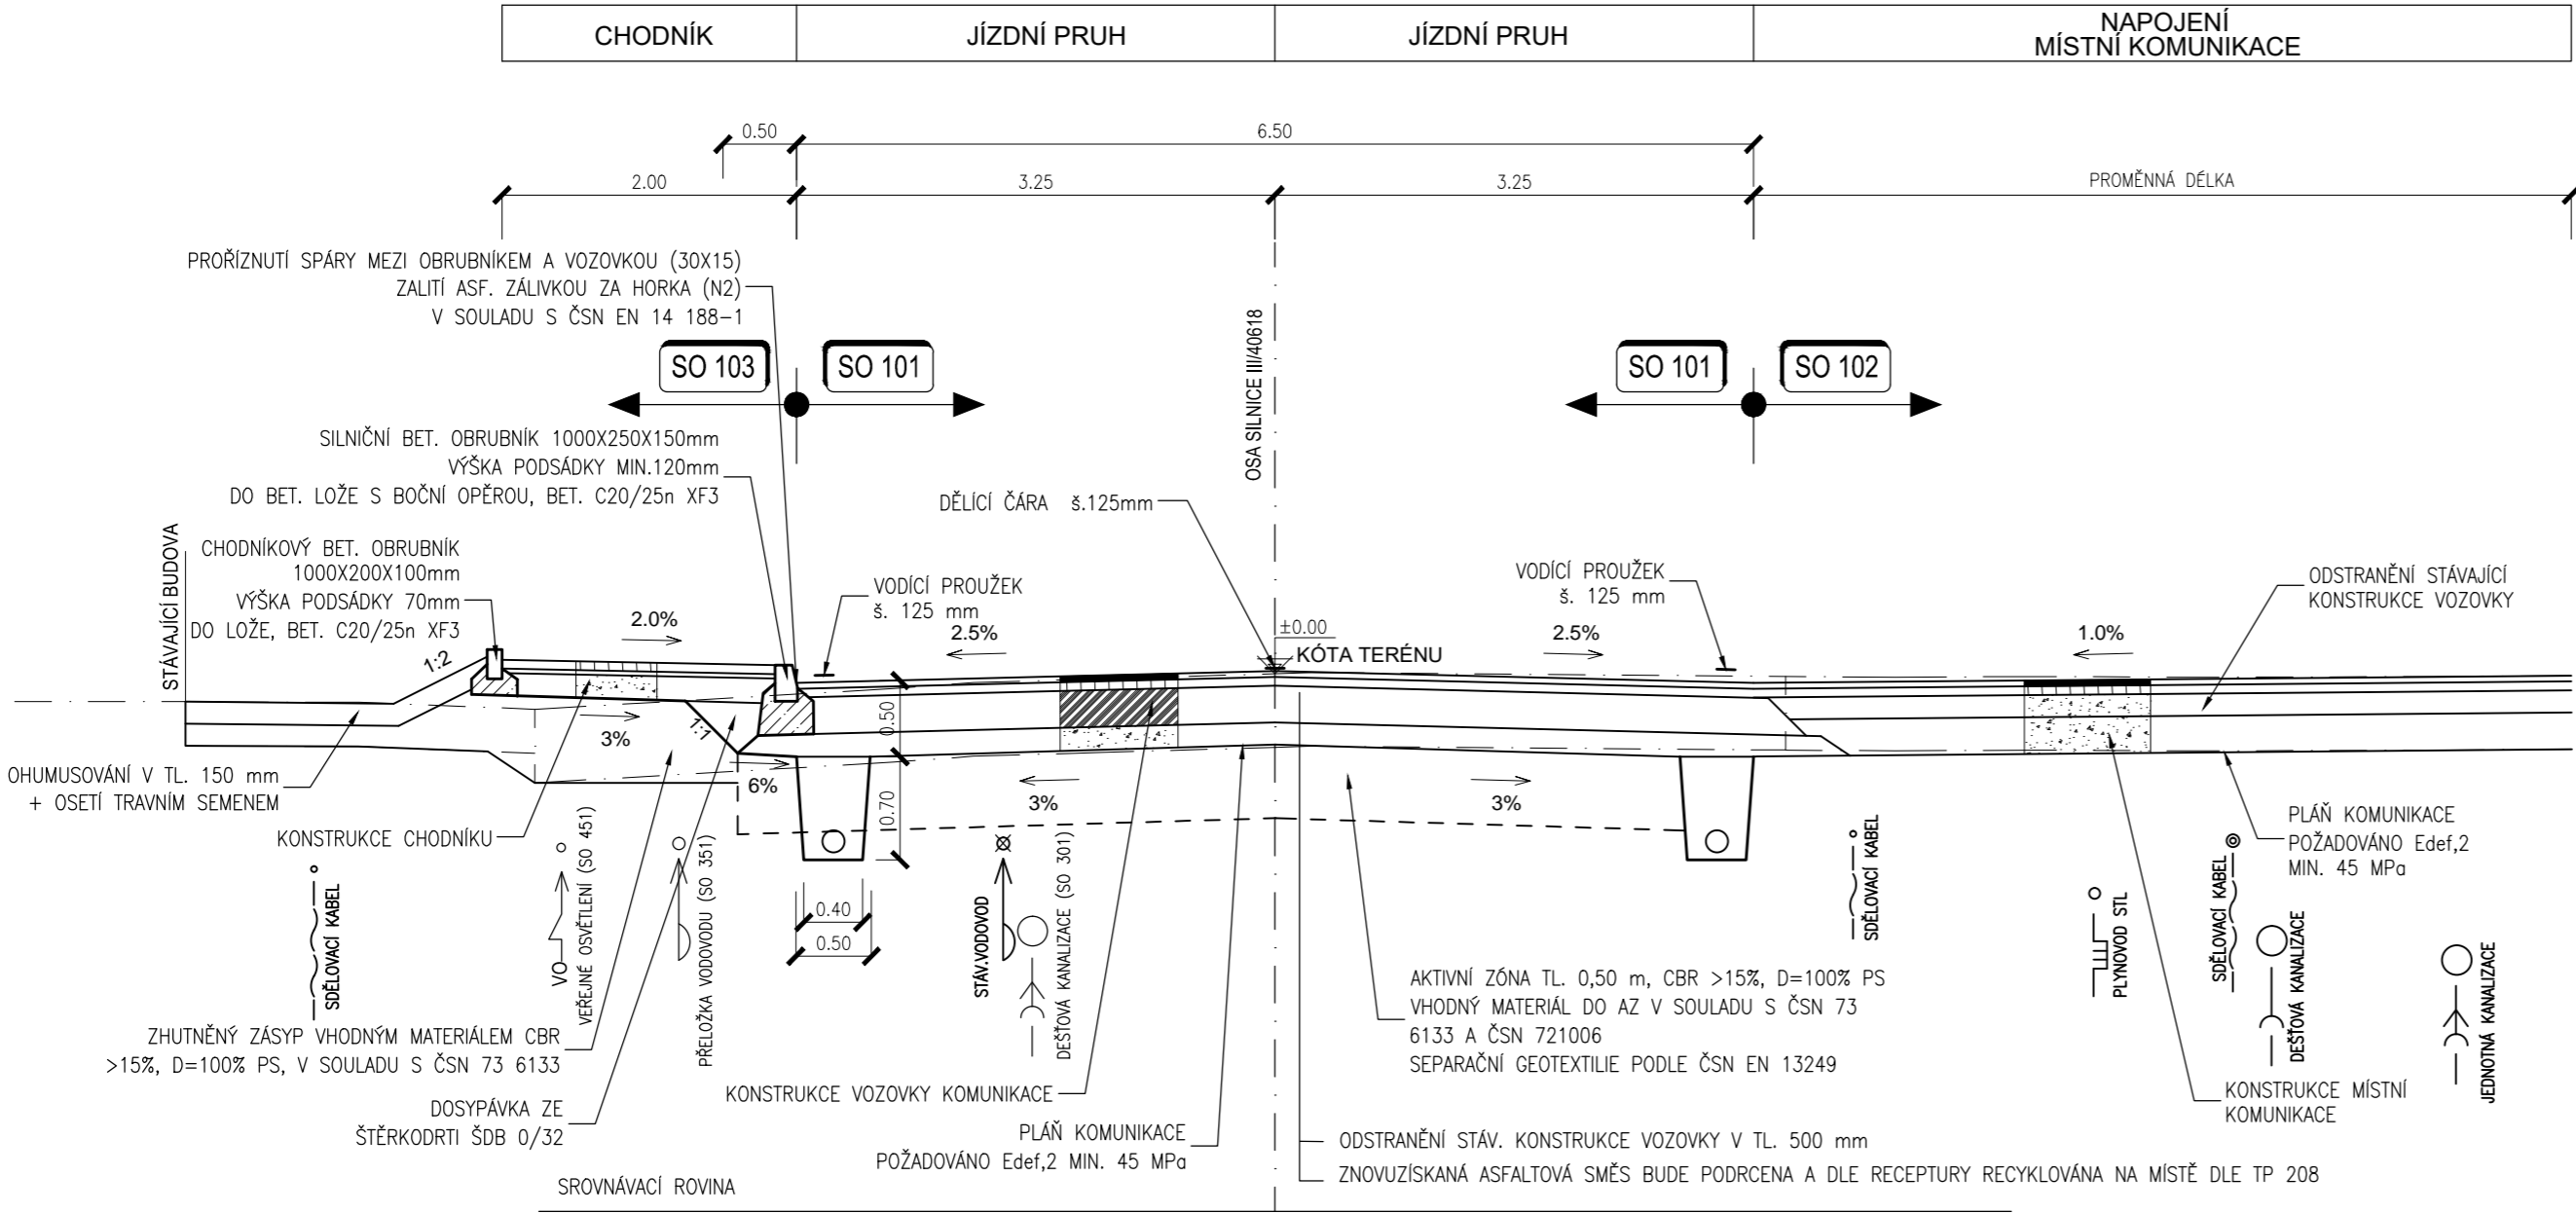 CHODNÍK
JÍZDNÍ PRUH
JÍZDNÍ PRUH
NAPOJENÍ
MÍSTNÍ KOMUNIKACE
0.50
6.50
2.00
3.25
3.25
PROMĚNNÁ DÉLKA
PROŘÍZNUTÍ SPÁRY MEZI OBRUBNÍKEM A VOZOVKOU (30X15)
ZALITÍ ASF. ZÁLIVKOU ZA HORKA (N2)
V SOULADU S ČSN EN 14 188-1
SO 103
SO 101
OSA SILNICE III/40618
SO 101
SO 102
SILNIČNÍ BET. OBRUBNÍK 1000X250X150mm
VÝŠKA PODSÁDKY MIN.120mm
DO BET. LOŽE S BOČNÍ OPĚROU, BET. C20/25n XF3
DĚLÍCÍ ČÁRA š.125mm
STÁVAJÍCÍ BUDOVA
CHODNÍKOVÝ BET. OBRUBNÍK
1000X200X100mm
VÝŠKA PODSÁDKY 70mm
DO LOŽE, BET. C20/25n XF3
VODÍCÍ PROUŽEK
š. 125 mm
VODÍCÍ PROUŽEK
š. 125 mm
ODSTRANĚNÍ STÁVAJÍCÍ
KONSTRUKCE VOZOVKY
1:2
2.0%
2.5%
±0.00
KÓTA TERÉNU
2.5%
1.0%
3%
1:1
6%
0.50
0.70
3%
3%
OHUMUSOVÁNÍ V TL. 150 mm
+ OSETÍ TRAVNÍM SEMENEM
KONSTRUKCE CHODNÍKU
PLÁŇ KOMUNIKACE
POŽADOVÁNO Edef,2
MIN. 45 MPa
SDĚLOVACÍ KABEL
VO
VEŘEJNÉ OSVĚTLENÍ (SO 451)
PŘELOŽKA VODOVODU (SO 351)
0.40
0.50
STÁV.VODOVOD
DEŠŤOVÁ KANALIZACE (SO 301)
SDĚLOVACÍ KABEL
PLYNOVOD STL
SDĚLOVACÍ KABEL
DEŠŤOVÁ KANALIZACE
JEDNOTNÁ KANALIZACE
AKTIVNÍ ZÓNA TL. 0,50 m, CBR >15%, D=100% PS
VHODNÝ MATERIÁL DO AZ V SOULADU S ČSN 73
6133 A ČSN 721006
SEPARAČNÍ GEOTEXTILIE PODLE ČSN EN 13249
ZHUTNĚNÝ ZÁSYP VHODNÝM MATERIÁLEM CBR
>15%, D=100% PS, V SOULADU S ČSN 73 6133
DOSYPÁVKA ZE
ŠTĚRKODRTI ŠDB 0/32
KONSTRUKCE VOZOVKY KOMUNIKACE
KONSTRUKCE MÍSTNÍ
KOMUNIKACE
PLÁŇ KOMUNIKACE
POŽADOVÁNO Edef,2 MIN. 45 MPa
ODSTRANĚNÍ STÁV. KONSTRUKCE VOZOVKY V TL. 500 mm
ZNOVUZÍSKANÁ ASFALTOVÁ SMĚS BUDE PODRCENA A DLE RECEPTURY RECYKLOVÁNA NA MÍSTĚ DLE TP 208
SROVNÁVACÍ ROVINA